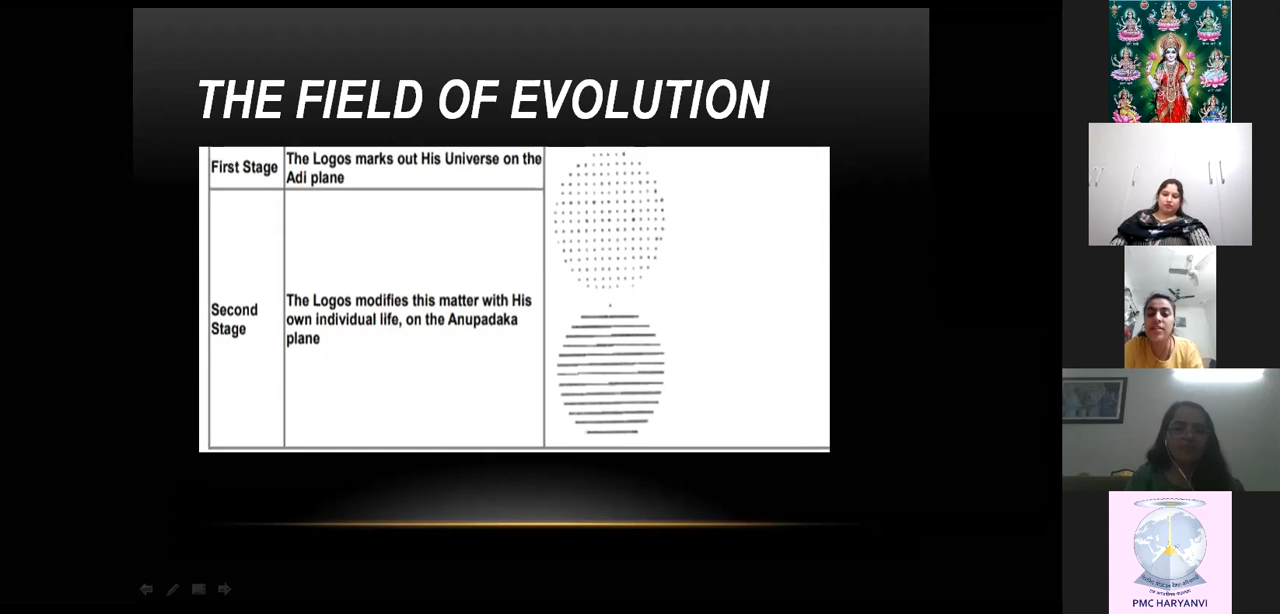 THE FIELD OF EVOLUTION
First Stage
The Logos marks out His Universe on the
Adi plane
Second
Stage
The Logos modifies this matter with His
own individual life, on the Anupadaka
plane
PMC HARYANVI